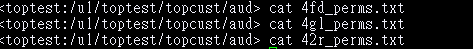 <toptest:/u1/toptest/topcust/aud> cat 4fd_perms.txt
<toptest:/u1/toptest/topcust/aud> cat 4gl_perms.txt
<toptest:/u1/toptest/topcust/aud> cat 42r_perms.txt